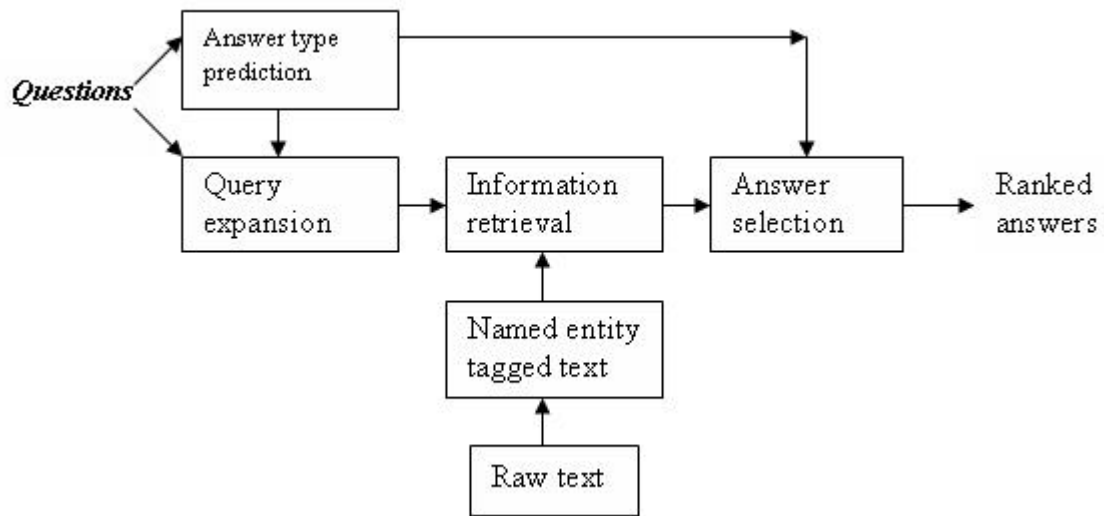 Answer type
prediction
Questions
Query
expansion
Information
retrieval
Answer
selection
Ranked
answers
Named entity
tagged text
Raw text